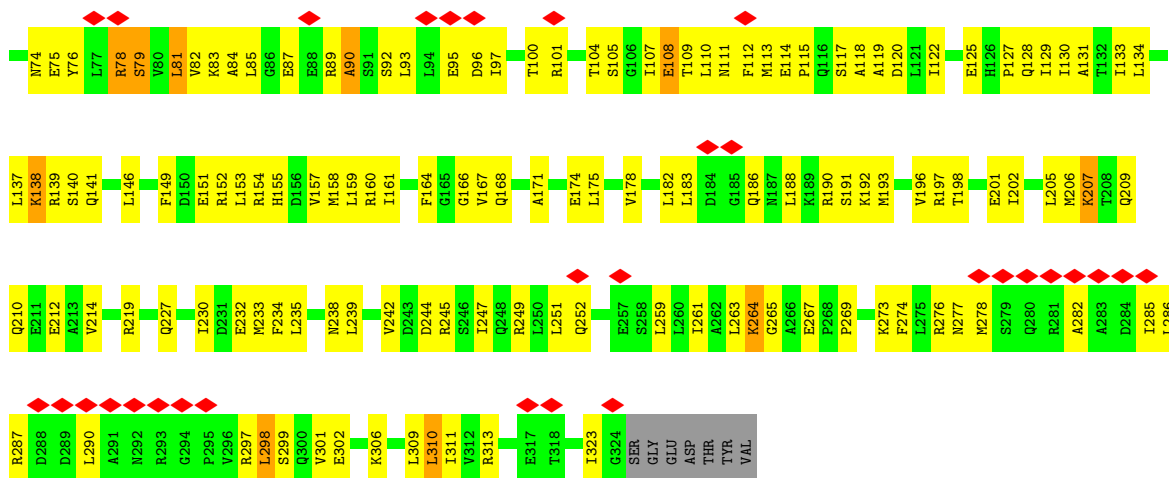 N74 E75 Y76 L77 R78 S79 V80 L81 V82 K83 A84 L85 G86 E87 E88 R89 A90 S91 S92 L93 L94 E95 D96 I97 T100 R101 T104 S105 G106 I107 E108 T109 L110 N111 F112 M113 E114 P115 Q116 S117 A118 A119 D120 L121 I122 E125 H126 P127 Q128 I129 I130 A131 T132 I133 L134
L137 K138 R139 S140 Q141 L146 F149 D150 E151 R152 L153 R154 H155 D156 V157 M158 L159 R160 I161 F164 G165 G166 V167 Q168 A171 E174 L175 V178 L182 L183 D184 G185 Q186 N187 L188 K189 R190 S191 K192 M193 V196 R197 T198 E201 I202 L205 M206 K207 T208 Q209
Q210 E211 E212 A213 V214 R219 Q227 I230 D231 E232 M233 F234 L235 N238 L239 V242 D243 D244 R245 S246 I247 Q248 R249 L250 L251 Q252 E257 S258 L259 L260 I261 A262 L263 K264 G265 A266 E267 P268 P269 K273 F274 L275 R276 N277 M278 S279 Q280 R281 A282 A283 D284 I285 L286
R287 D288 D289 L290 A291 N292 R293 G294 P295 V296 R297 L298 S299 Q300 V301 E302 K306 L309 L310 I311 V312 R313 E317 T318 I323 G324 SER GLY GLU ASP THR TYR VAL